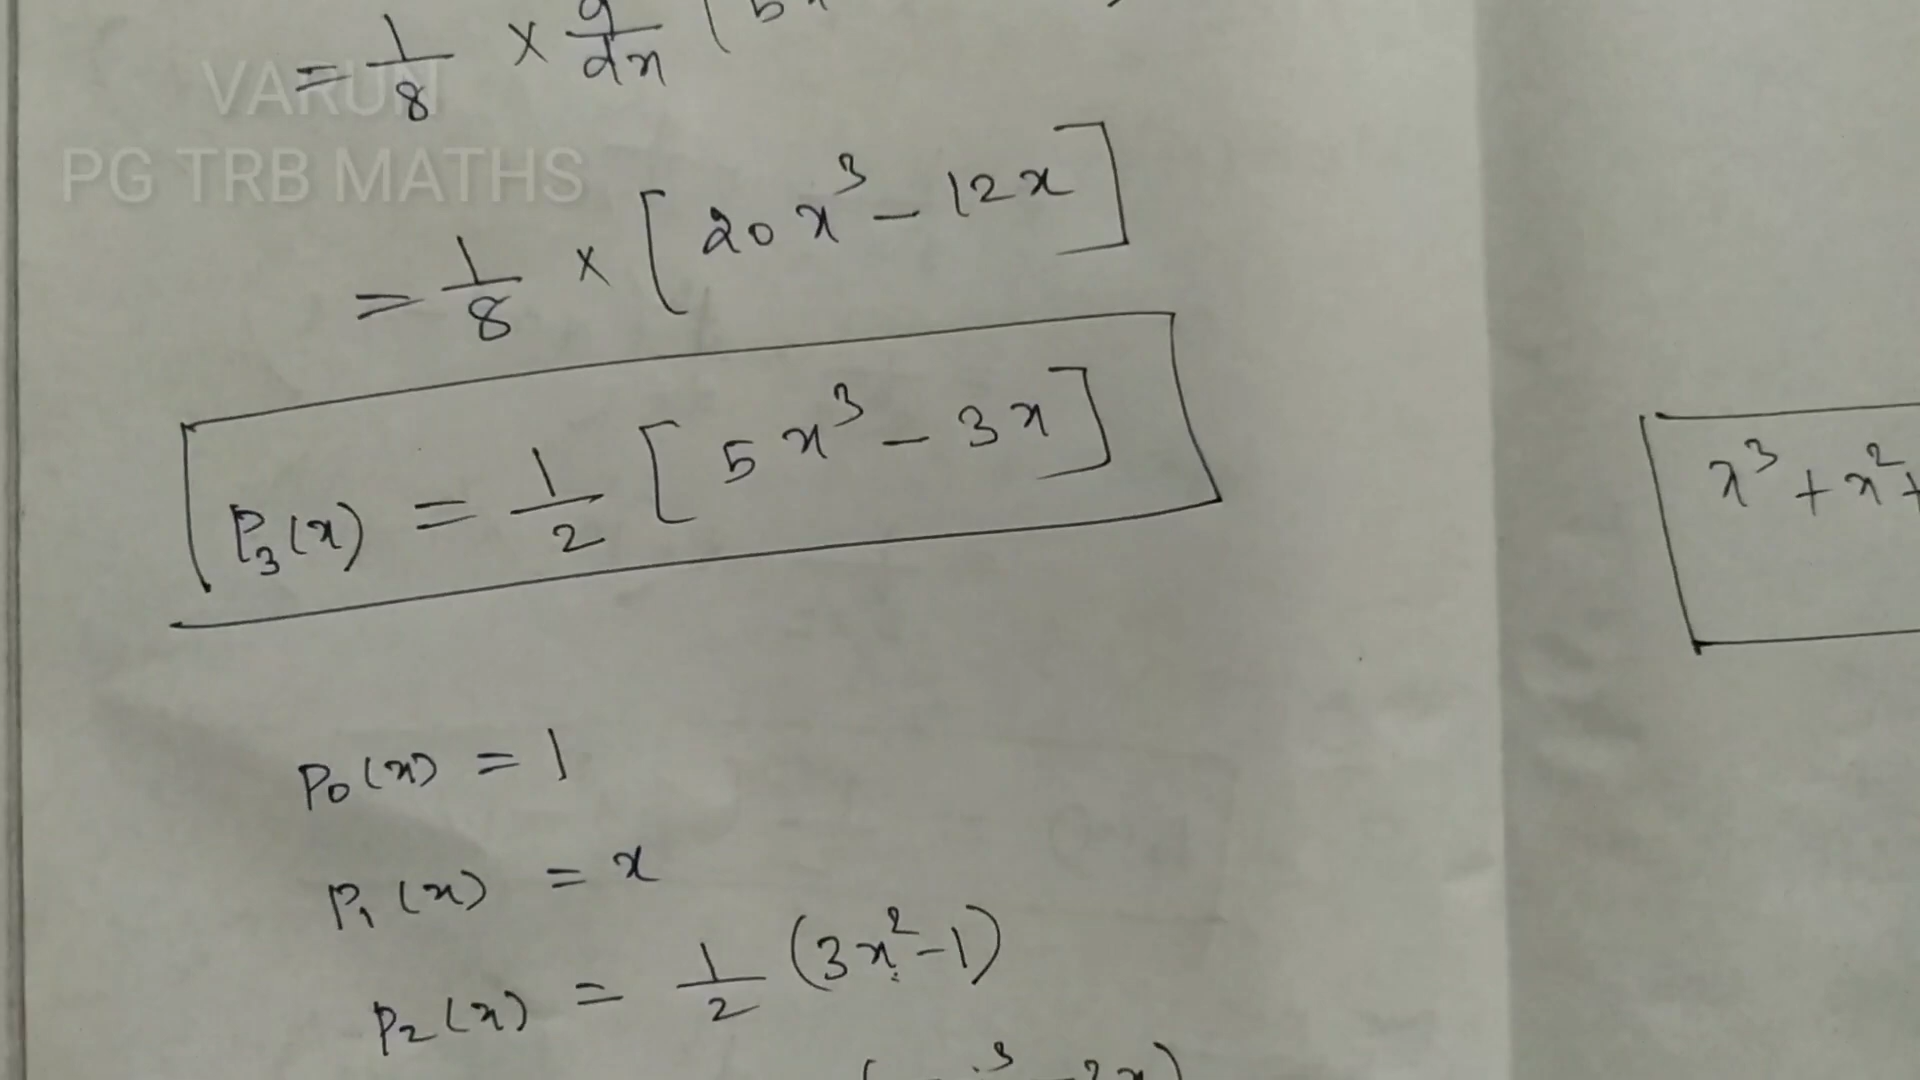 = 1/8 × d/dx (5x
VARUN
PG TRB MATHS
= 1/8 × [20x³ - 12x]
P₃(x) = 1/2 [5x³ - 3x]
x³ + x² +
P₀(x) = 1
P₁(x) = x
P₂(x) = 1/2 (3x² - 1)